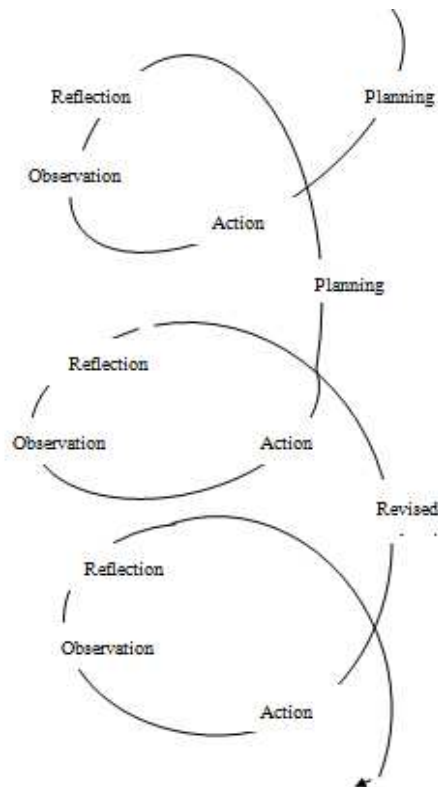 Reflection
Planning
Observation
Action
Planning
Reflection
Observation
Action
Revised
Reflection
Observation
Action